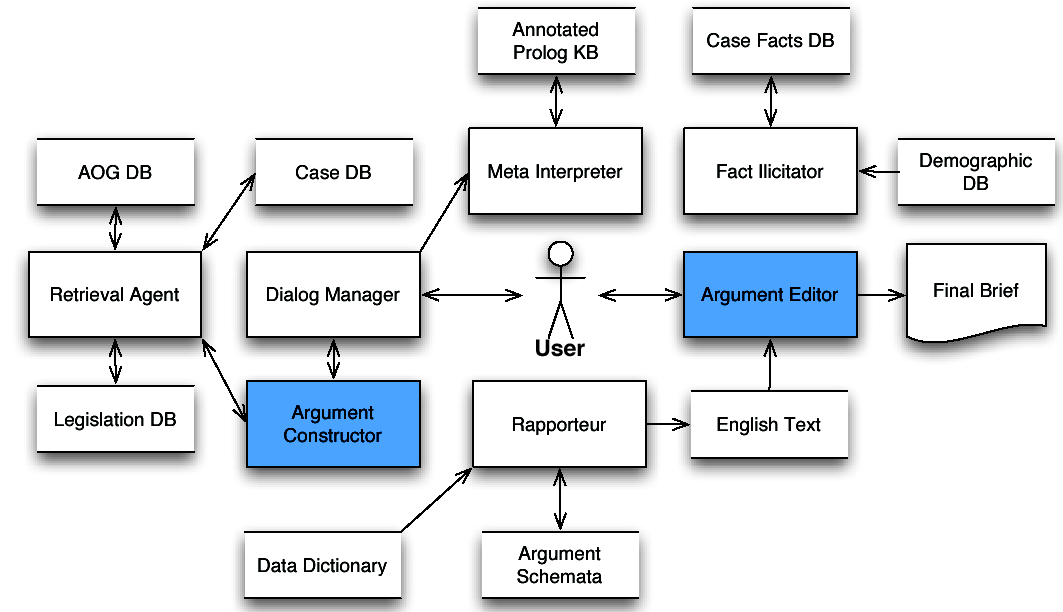 Annotated
Prolog KB
Case Facts DB
AOG DB
Case DB
Meta Interpreter
Fact Ilicitator
Demographic
DB
Retrieval Agent
Dialog Manager
User
Argument Editor
Final Brief
Legislation DB
Argument
Constructor
Rapporteur
English Text
Data Dictionary
Argument
Schemata